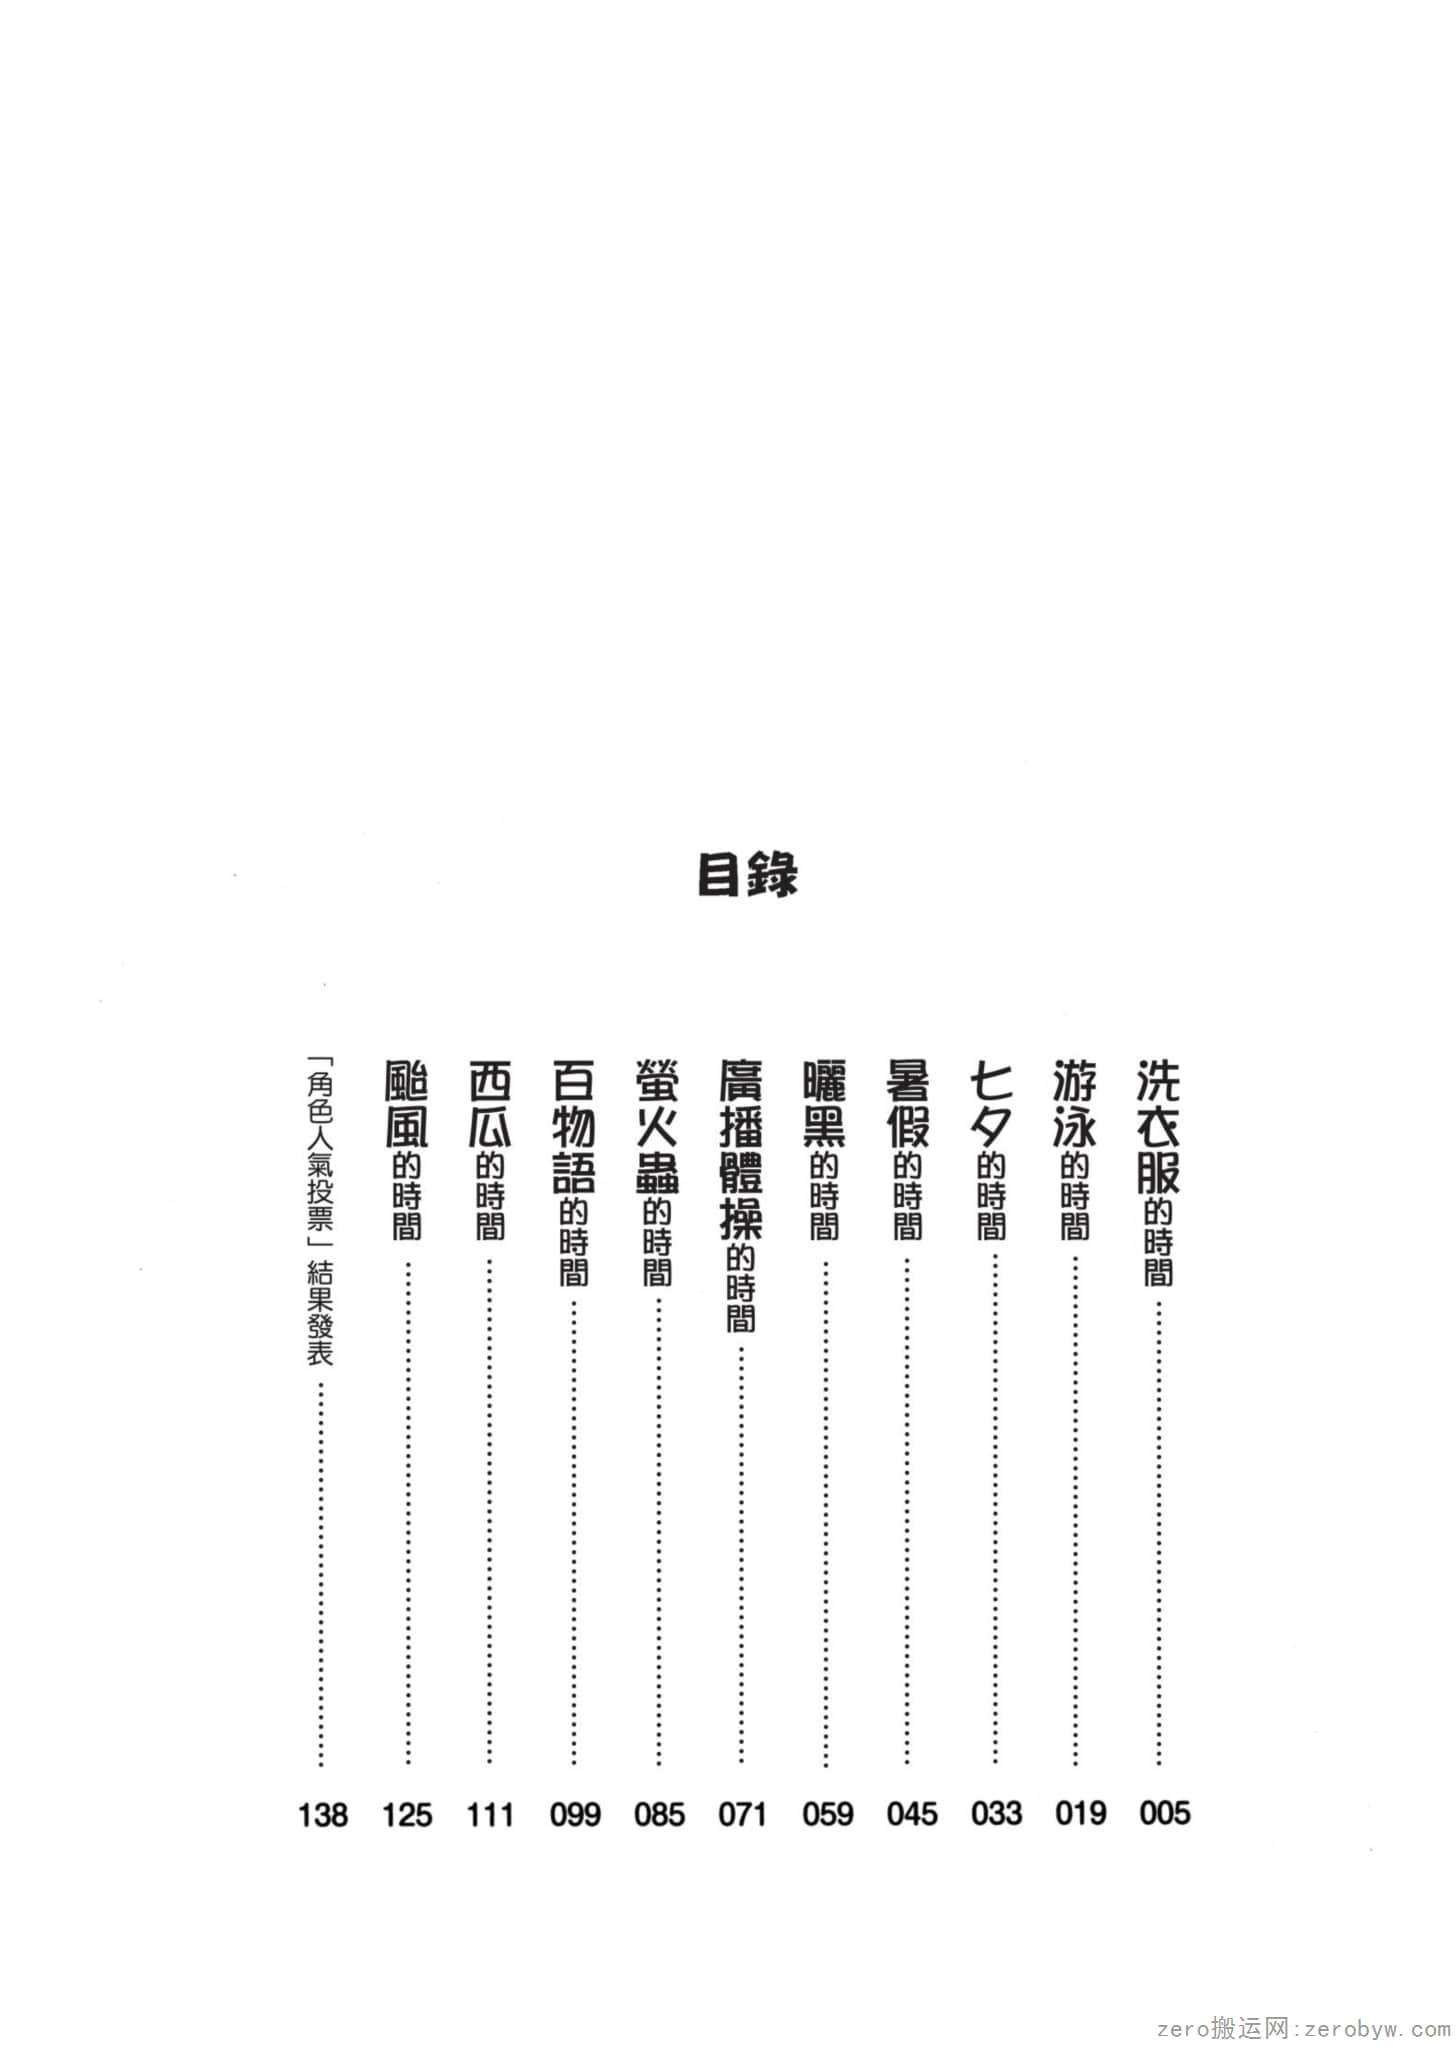 目錄
洗衣服的時間 005
游泳的時間 019
七夕的時間 033
暑假的時間 045
曬黑的時間 059
廣播體操的時間 071
螢火蟲的時間 085
百物語的時間 099
西瓜的時間 111
颱風的時間 125
「角色人氣投票」結果發表 138
zero搬运网:zerobyw.com